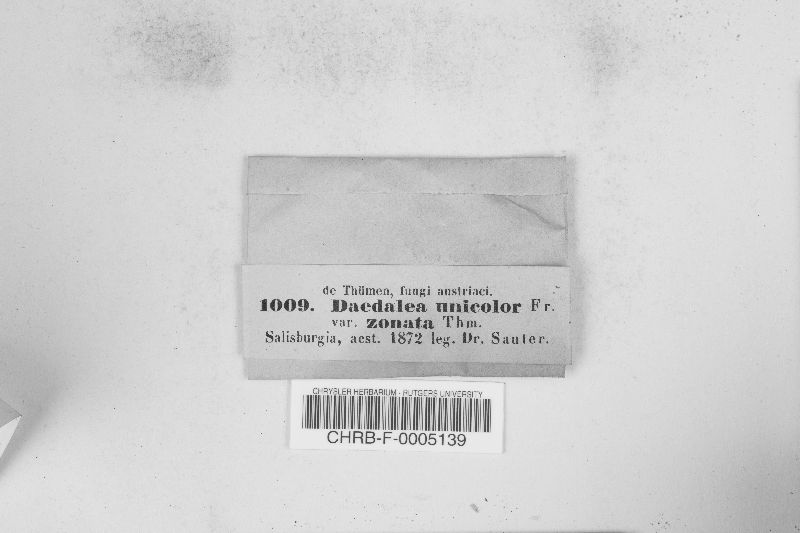 de Thümen, fungi austriaci.
1009. Daedalea unicolor Fr.
var. zonata Thm.
Salisburgia, aest. 1872 leg. Dr. Sauter.
CHRYSLER HERBARIUM - RUTGERS UNIVERSITY
CHRB-F-0005139